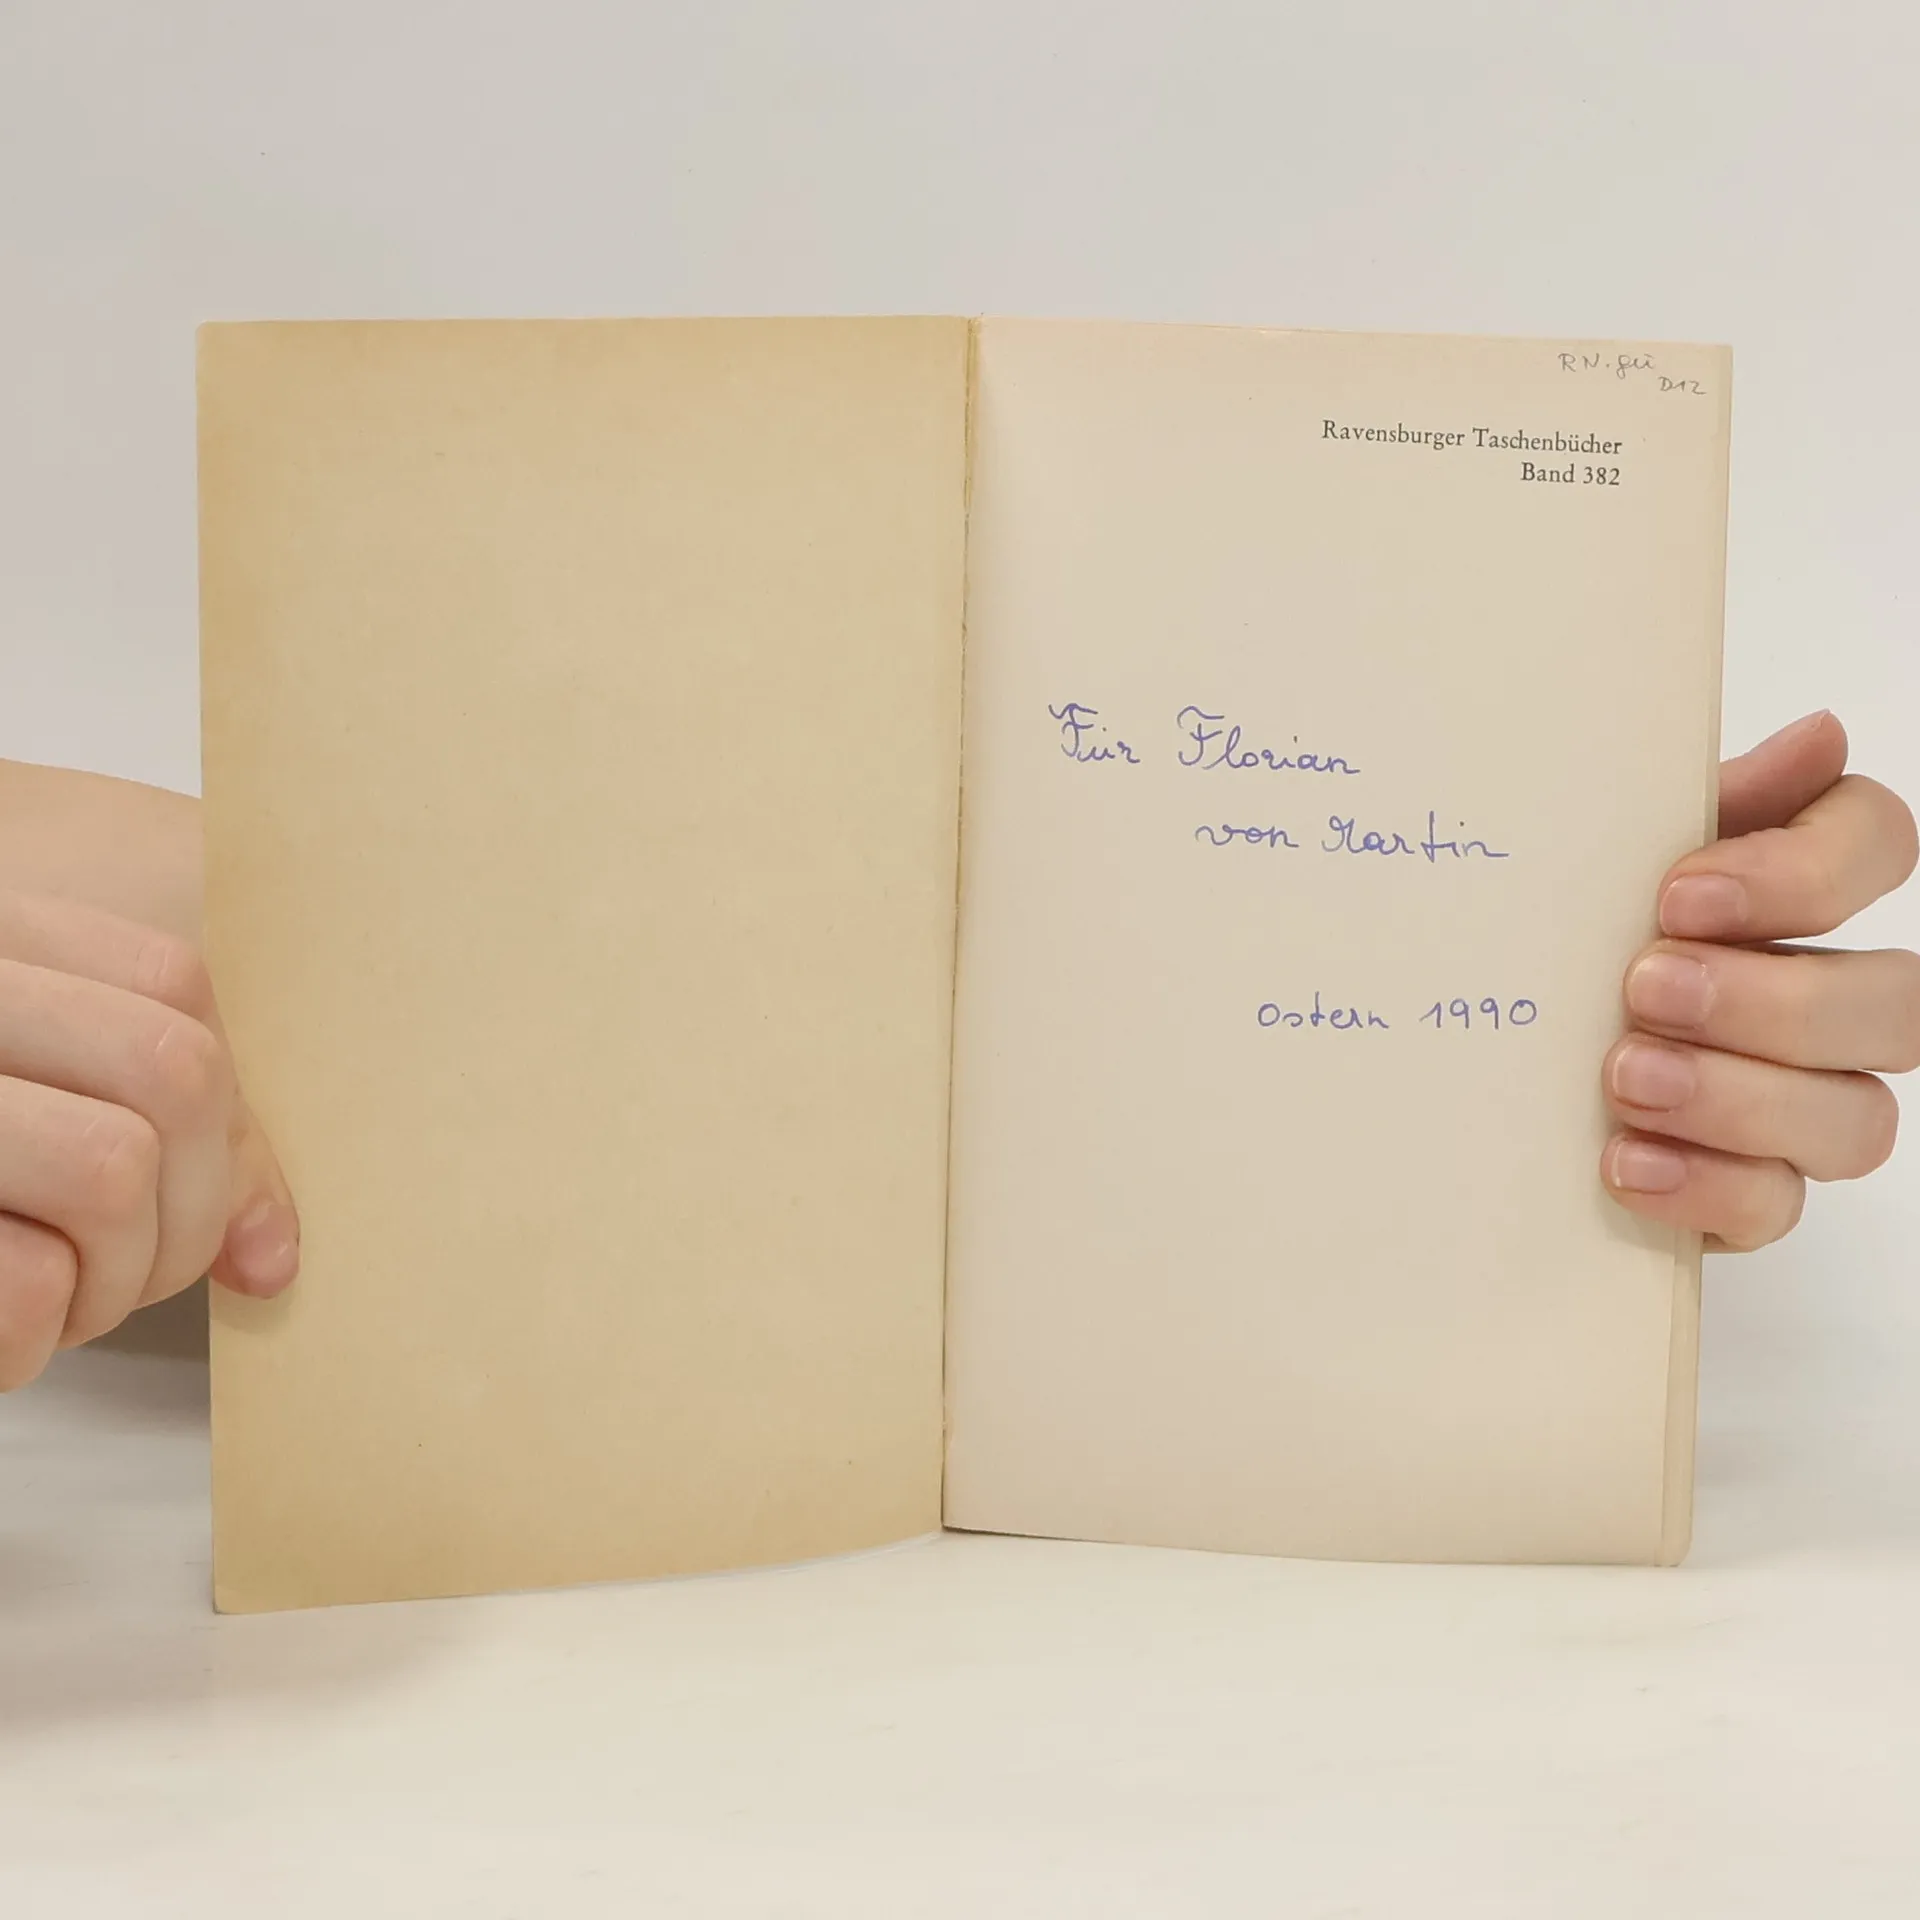 RN. gü
D12
Ravensburger Taschenbücher
Band 382
Für Florian
von Martin
Ostern 1990